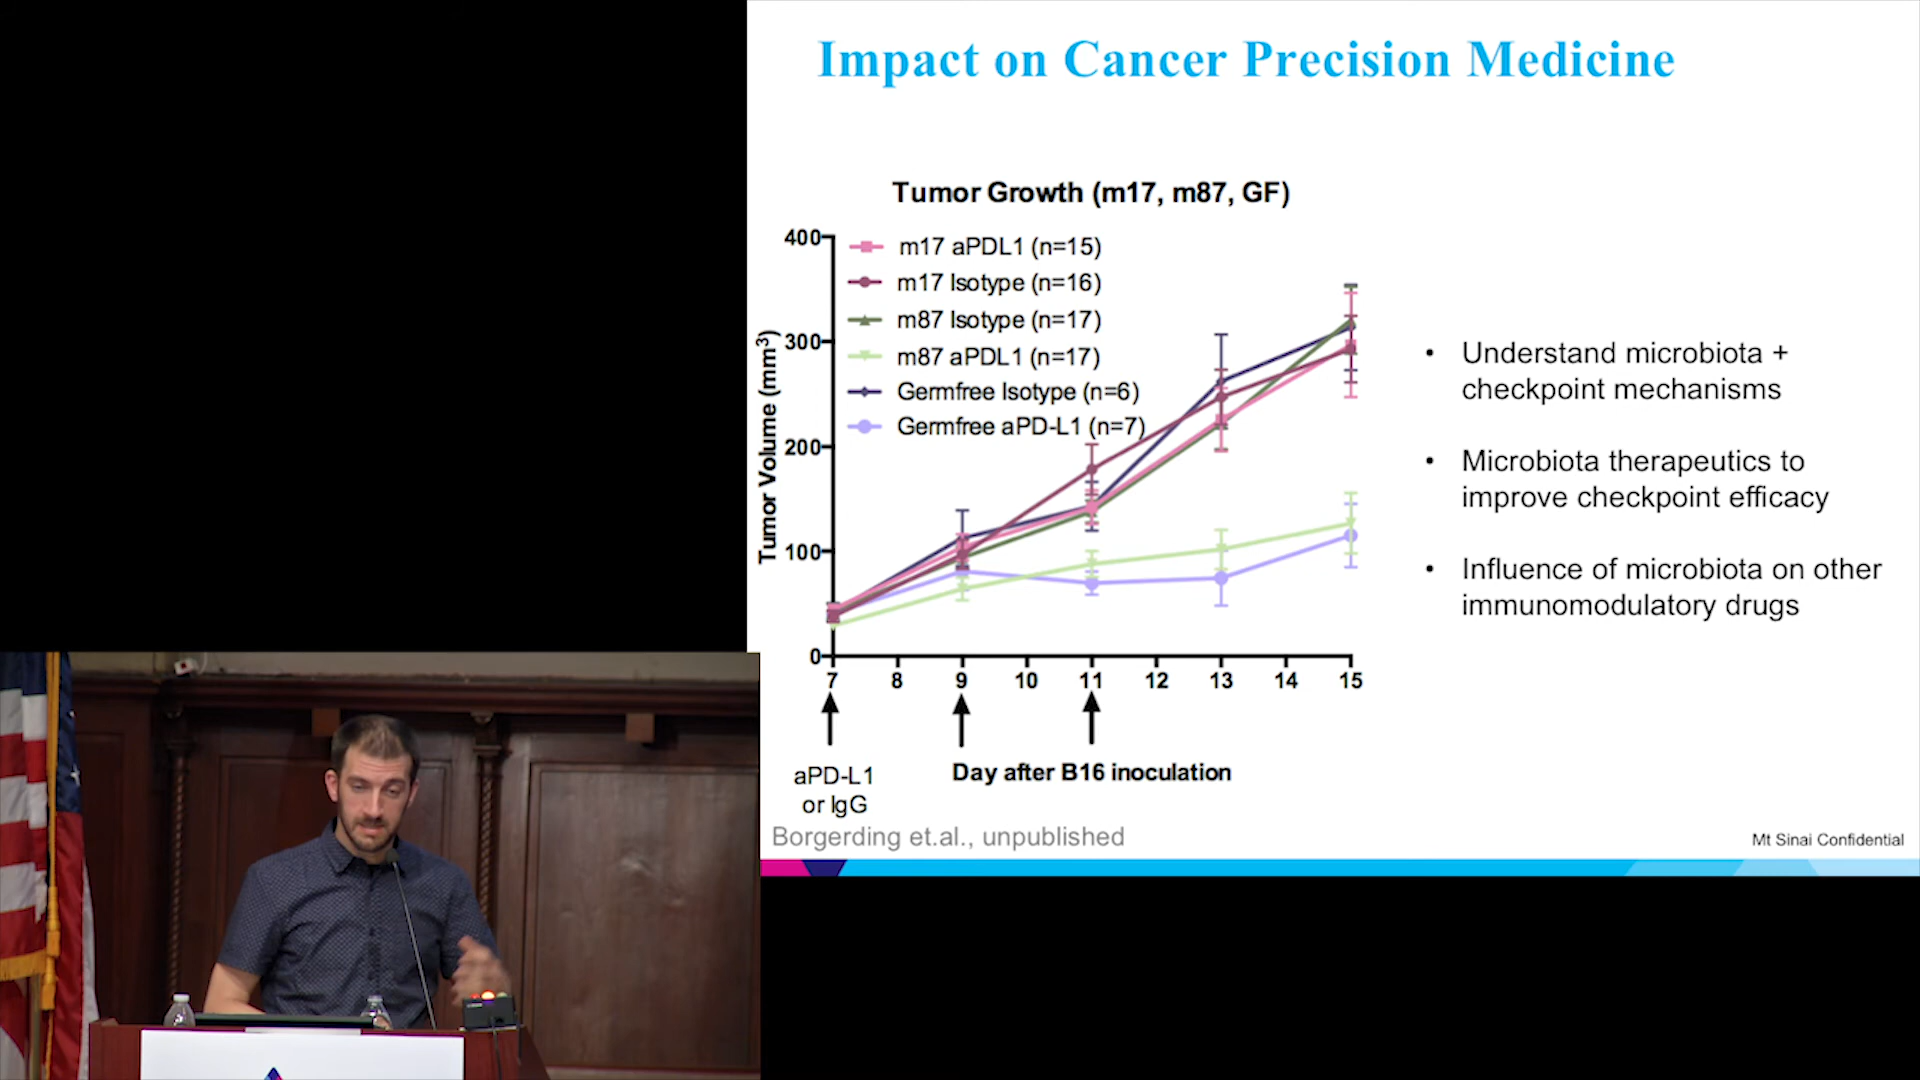 Impact on Cancer Precision Medicine
Tumor Growth (m17, m87, GF)
Tumor Volume (mm³)
400
300
200
100
0
m17 aPDL1 (n=15)
m17 Isotype (n=16)
m87 Isotype (n=17)
m87 aPDL1 (n=17)
Germfree Isotype (n=6)
Germfree aPD-L1 (n=7)
7 8 9 10 11 12 13 14 15
aPD-L1
or IgG
Day after B16 inoculation
• Understand microbiota +
checkpoint mechanisms
• Microbiota therapeutics to
improve checkpoint efficacy
• Influence of microbiota on other
immunomodulatory drugs
Borgerding et.al., unpublished
Mt Sinai Confidential